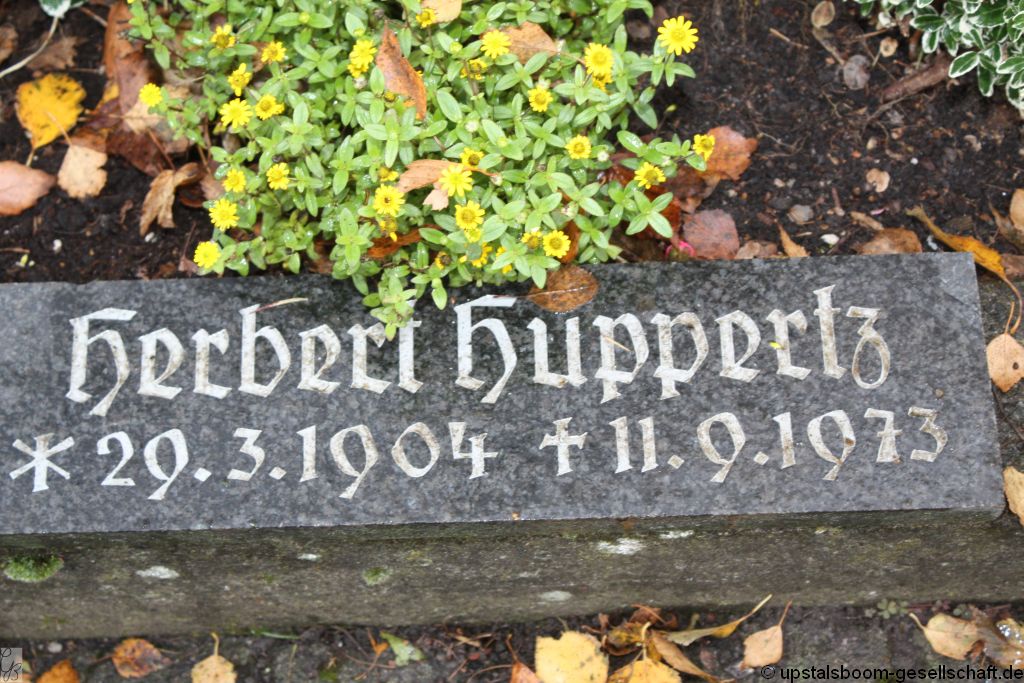 Herbert Huppertz
* 29.3.1904 † 11.9.1973
© upstalsboom-gesellschaft.de